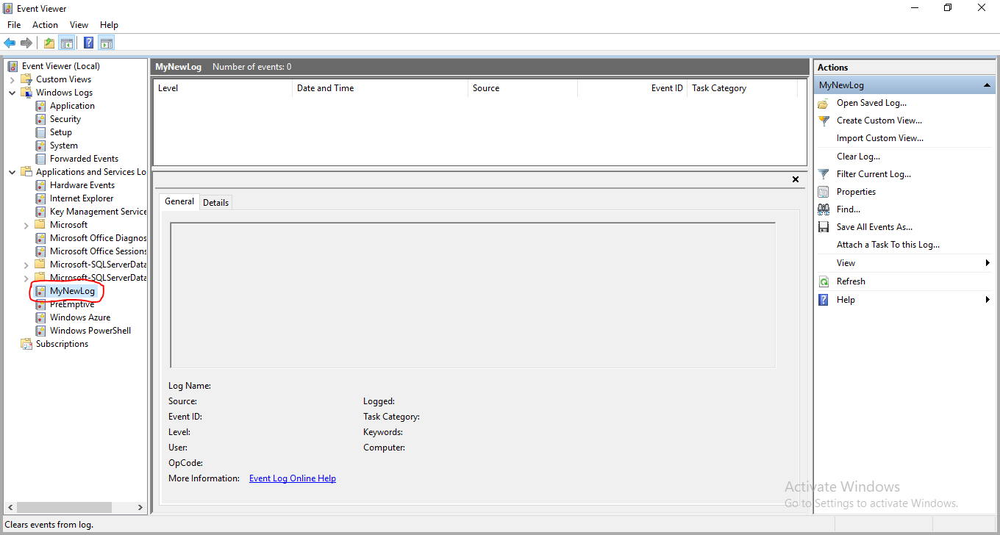 Event Viewer
File Action View Help
Event Viewer (Local)
Custom Views
Windows Logs
Application
Security
Setup
System
Forwarded Events
Applications and Services Lo
Hardware Events
Internet Explorer
Key Management Service
Microsoft
Microsoft Office Diagnos
Microsoft Office Sessions
Microsoft-SQLServerData
Microsoft-SQLServerData
MyNewLog
PreEmptive
Windows Azure
Windows PowerShell
Subscriptions
MyNewLog Number of events: 0
Level Date and Time Source Event ID Task Category
General Details
Log Name:
Source: Logged:
Event ID: Task Category:
Level: Keywords:
User: Computer:
OpCode:
More Information: Event Log Online Help
Actions
MyNewLog
Open Saved Log...
Create Custom View...
Import Custom View...
Clear Log...
Filter Current Log...
Properties
Find...
Save All Events As...
Attach a Task To this Log...
View
Refresh
Help
Activate Windows
Go to Settings to activate Windows.
Clears events from log.